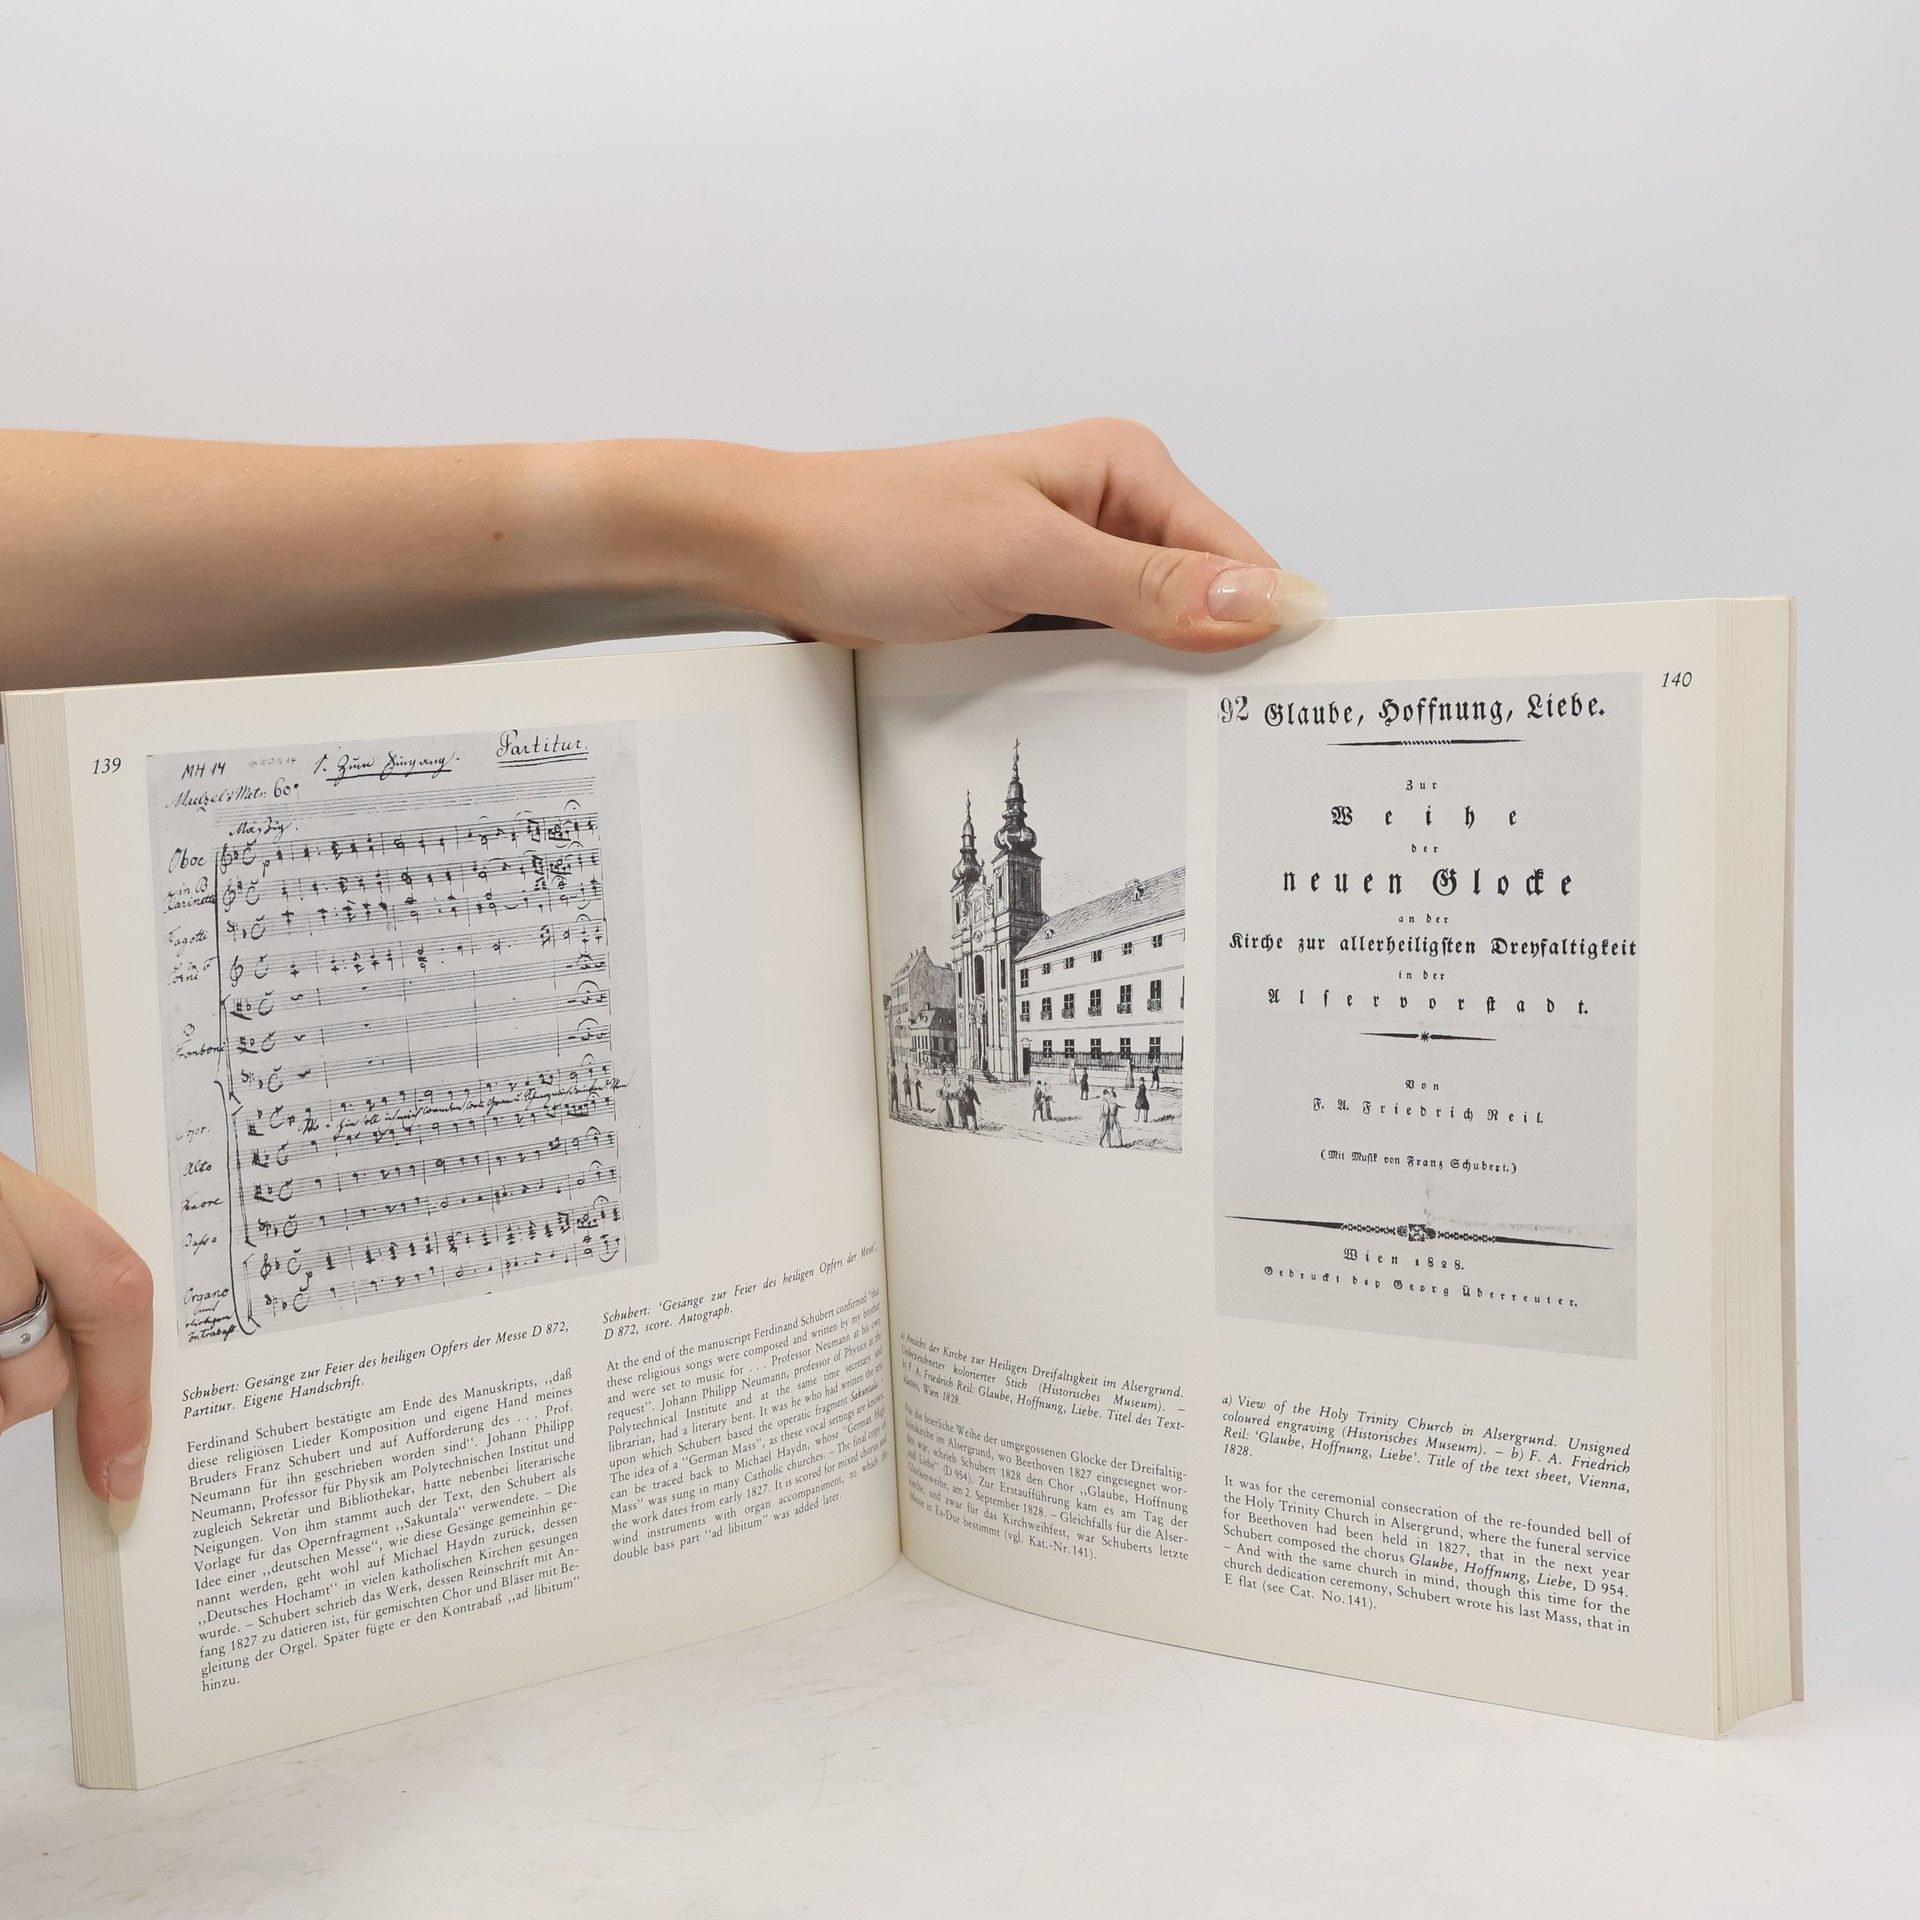 139
MH 14
1. Zum Eingang.
Partitur.
Maelzels Metr. 60
Mässig.
Oboe
in B
Clarinetti
Fagotti
Corni
Tromboni
Alto
Tenore
Basso
Organo
Schubert: Gesänge zur Feier des heiligen Opfers der Messe D 872,
Partitur. Eigene Handschrift.
Ferdinand Schubert bestätigte am Ende des Manuskripts, ,,daß
diese religiösen Lieder Komposition und eigene Hand meines
Bruders Franz Schubert und auf Aufforderung des . . . Prof.
Neumann für ihn geschrieben worden sind“. Johann Philipp
Neumann, Professor für Physik am Polytechnischen Institut und
zugleich Sekretär und Bibliothekar, hatte nebenbei literarische
Neigungen. Von ihm stammt auch der Text, den Schubert als
Vorlage für das Opernfragment ,,Sakuntala“ verwendete. – Die
Idee einer ,,deutschen Messe“, wie diese Gesänge gemeinhin ge-
nannt werden, geht wohl auf Michael Haydn zurück, dessen
,,Deutsches Hochamt“ in vielen katholischen Kirchen gesungen
wurde. – Schubert schrieb das Werk, dessen Reinschrift mit An-
fang 1827 zu datieren ist, für gemischten Chor und Bläser mit Be-
gleitung der Orgel. Später fügte er den Kontrabaß ,,ad libitum“
hinzu.
Schubert: ‘Gesänge zur Feier des heiligen Opfers der Messe’
D 872, score. Autograph.
At the end of the manuscript Ferdinand Schubert confirmed “that
these religious songs were composed and written by my brother
and were set to music for . . . Professor Neumann at his own
request”. Johann Philipp Neumann, professor of Physics at the
Polytechnic Institute and at the same time secretary and
librarian, had a literary bent. It was he who had written the text
upon which Schubert based the operatic fragment Sakuntala. –
The idea of a “German Mass”, as these vocal settings are known,
can be traced back to Michael Haydn, whose “German High
Mass” was sung in many Catholic churches. – The final copy of
the work dates from early 1827. It is scored for mixed chorus and
wind instruments with organ accompaniment, to which the
double bass part “ad libitum” was added later.
140
92 Glaube, Hoffnung, Liebe.
Zur
Weihe
der
neuen Glocke
an der
Kirche zur allerheiligsten Dreyfaltigkeit
in der
Alservorstadt.
Von
F. A. Friedrich Reil.
(Mit Musik von Franz Schubert.)
Wien 1828.
Gedruckt bey Georg Überreuter.
a) Ansicht der Kirche zur Heiligen Dreifaltigkeit im Alsergrund.
Unbezeichneter kolorierter Stich (Historisches Museum). –
b) F. A. Friedrich Reil: Glaube, Hoffnung, Liebe. Titel des Text-
blattes, Wien 1828.
Für die feierliche Weihe der umgegossenen Glocke der Dreifaltig-
keitskirche im Alsergrund, wo Beethoven 1827 eingesegnet wor-
den war, schrieb Schubert 1828 den Chor ,,Glaube, Hoffnung
und Liebe“ (D 954). Zur Erstaufführung kam es am Tag der
Glockenweihe, am 2. September 1828. – Gleichfalls für die Alser-
kirche, und zwar für das Kirchweihfest, war Schuberts letzte
Messe in Es-Dur bestimmt (vgl. Kat.-Nr. 141).
a) View of the Holy Trinity Church in Alsergrund. Unsigned
coloured engraving (Historisches Museum). – b) F. A. Friedrich
Reil: ‘Glaube, Hoffnung, Liebe’. Title of the text sheet, Vienna,
1828.
It was for the ceremonial consecration of the re-founded bell of
the Holy Trinity Church in Alsergrund, where the funeral service
for Beethoven had been held in 1827, that in the next year
Schubert composed the chorus Glaube, Hoffnung, Liebe, D 954.
– And with the same church in mind, though this time for the
church dedication ceremony, Schubert wrote his last Mass, that in
E flat (see Cat. No. 141).